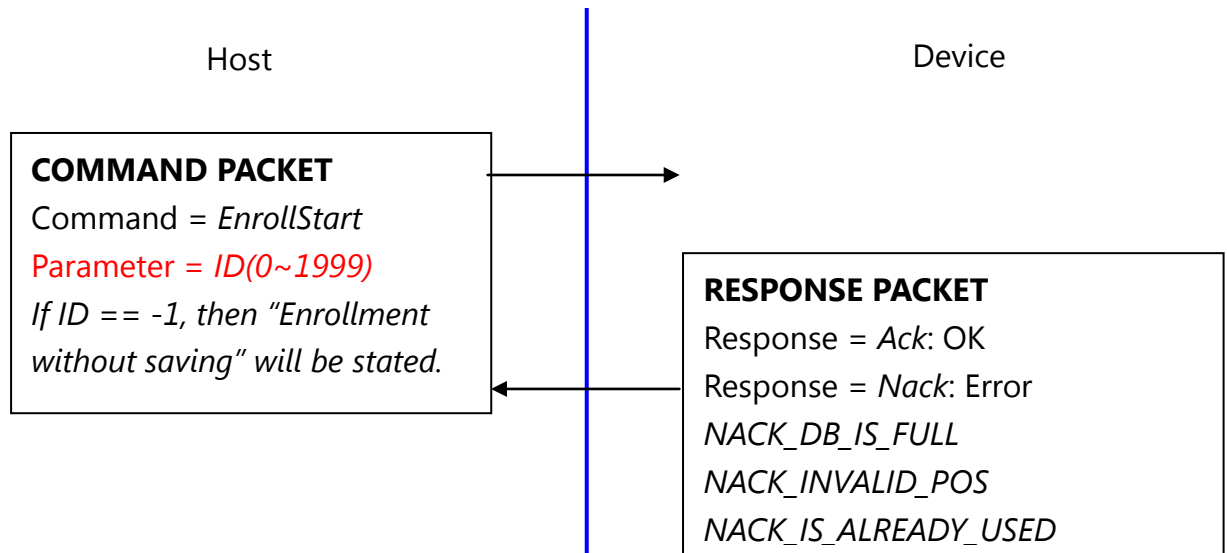 Host
Device
COMMAND PACKET
Command = EnrollStart
Parameter = ID(0~1999)
If ID == -1, then “Enrollment
without saving” will be stated.
RESPONSE PACKET
Response = Ack: OK
Response = Nack: Error
NACK_DB_IS_FULL
NACK_INVALID_POS
NACK_IS_ALREADY_USED